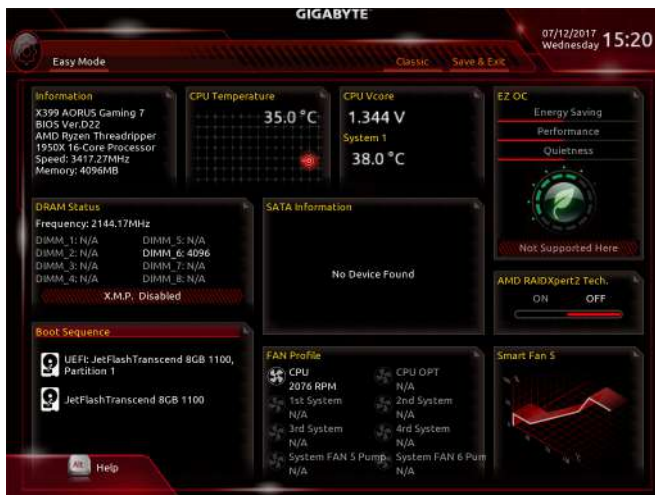 GIGABYTE
07/12/2017
Wednesday
15:20
Easy Mode
Classic
Save & Exit
Information
X399 AORUS Gaming 7
BIOS Ver.D22
AMD Ryzen Threadripper
1950X 16-Core Processor
Speed: 3417.27MHz
Memory: 4096MB
CPU Temperature
35.0 °C
CPU Vcore
1.344 V
System 1
38.0 °C
EZ OC
Energy Saving
Performance
Quietness
Not Supported Here
DRAM Status
Frequency: 2144.17MHz
DIMM_1: N/A DIMM_5: N/A
DIMM_2: N/A DIMM_6: 4096
DIMM_3: N/A DIMM_7: N/A
DIMM_4: N/A DIMM_8: N/A
X.M.P. Disabled
SATA Information
No Device Found
AMD RAIDXpert2 Tech.
ON OFF
Boot Sequence
UEFI: JetFlashTranscend 8GB 1100,
Partition 1
JetFlashTranscend 8GB 1100
FAN Profile
CPU CPU OPT
2076 RPM N/A
1st System 2nd System
N/A N/A
3rd System 4rd System
N/A N/A
System FAN 5 Pump System FAN 6 Pum
N/A N/A
Smart Fan 5
Alt Help